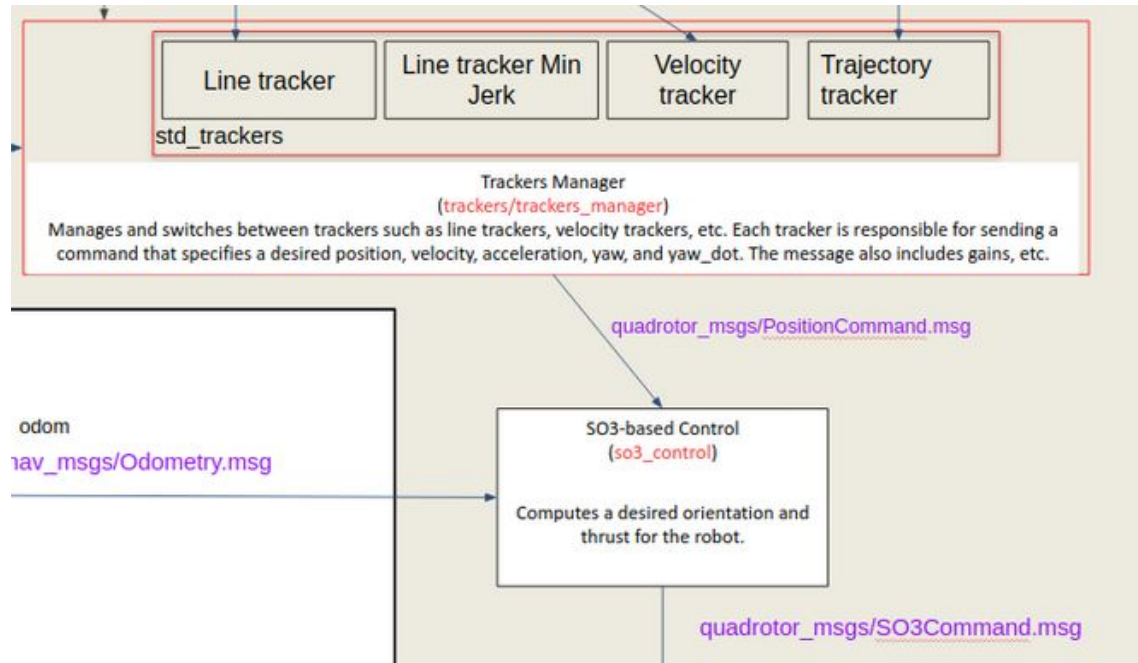 Line tracker
Line tracker Min
Jerk
Velocity
tracker
Trajectory
tracker
std_trackers
Trackers Manager
(trackers/trackers_manager)
Manages and switches between trackers such as line trackers, velocity trackers, etc. Each tracker is responsible for sending a
command that specifies a desired position, velocity, acceleration, yaw, and yaw_dot. The message also includes gains, etc.
quadrotor_msgs/PositionCommand.msg
odom
nav_msgs/Odometry.msg
SO3-based Control
(so3_control)
Computes a desired orientation and
thrust for the robot.
quadrotor_msgs/SO3Command.msg